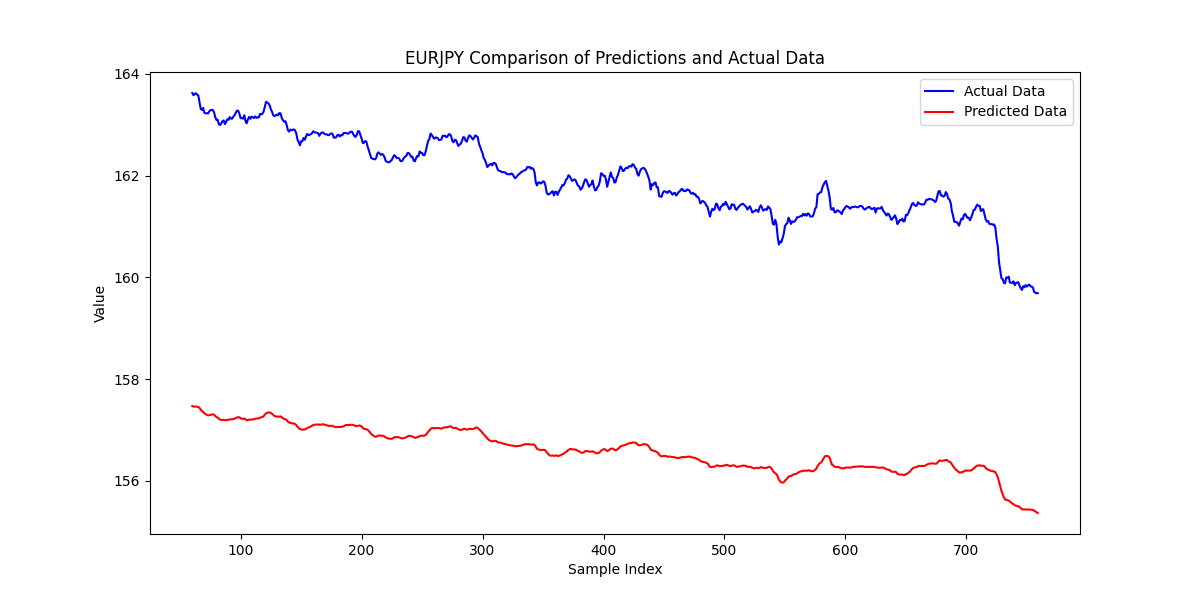 EURJPY Comparison of Predictions and Actual Data
Actual Data
Predicted Data
164
162
160
158
156
Value
100 200 300 400 500 600 700
Sample Index